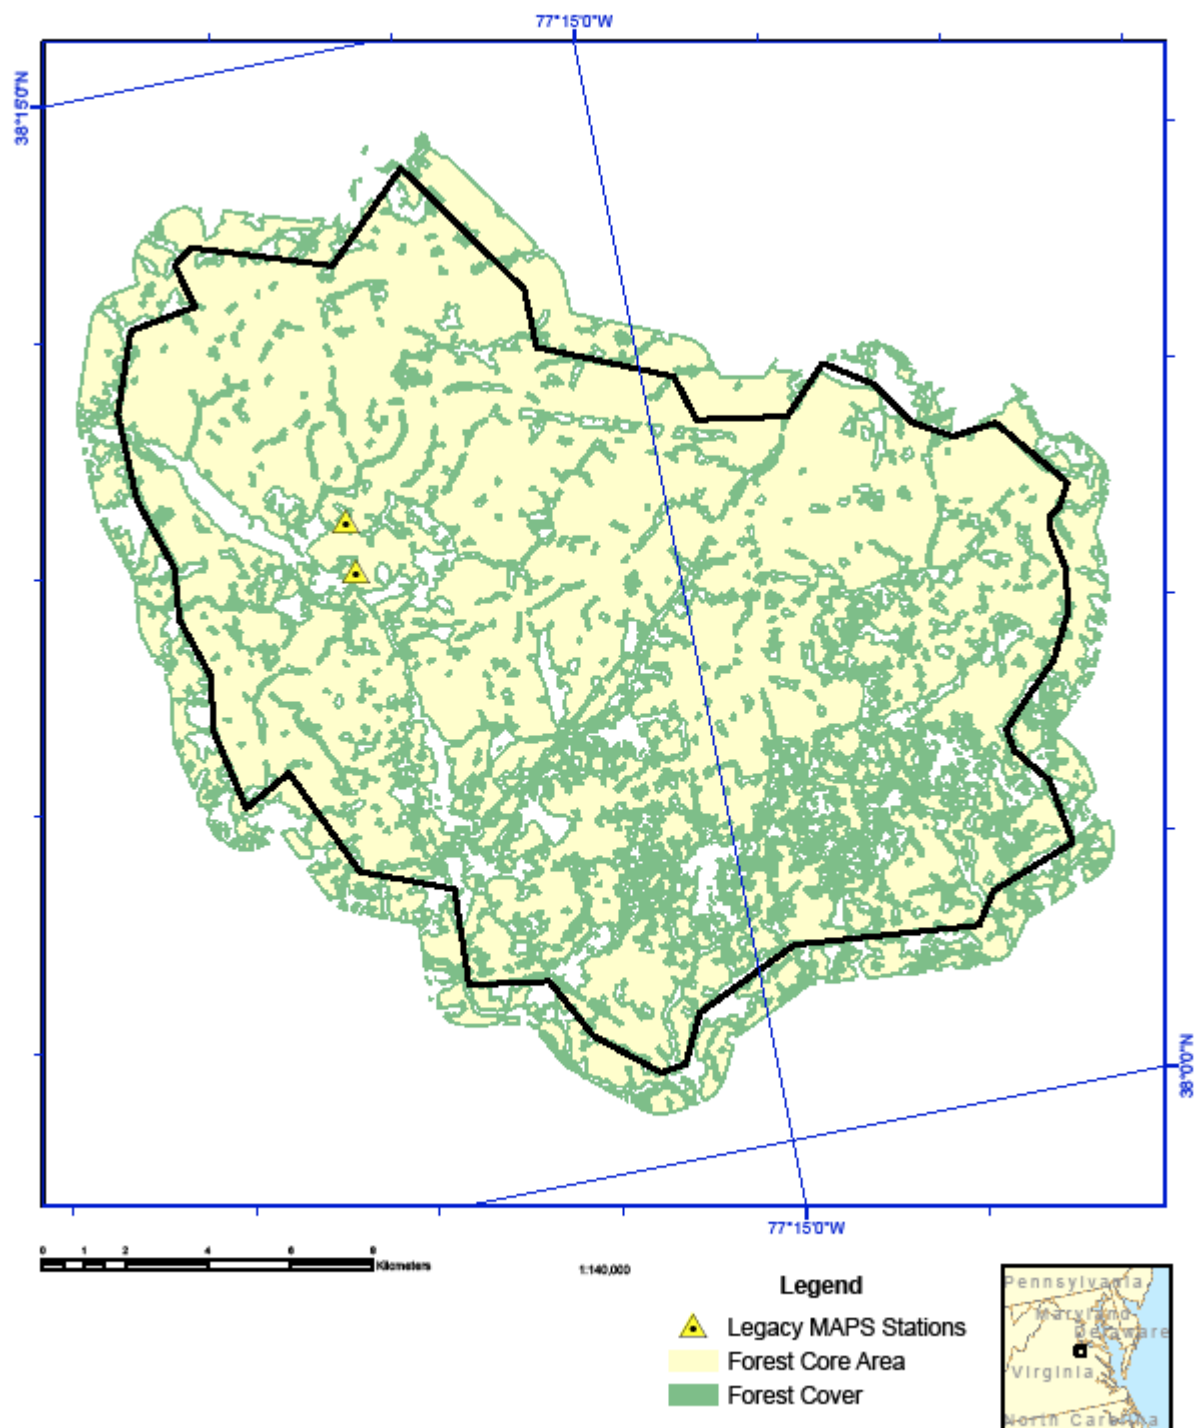 77°15'0"W
38°15'0"N
38°0'0"N
77°15'0"W
0 1 2 4 6 8
Kilometers
1:140,000
Legend
Legacy MAPS Stations
Forest Core Area
Forest Cover
Pennsylvania
Maryland
Delaware
Virginia
North Carolina